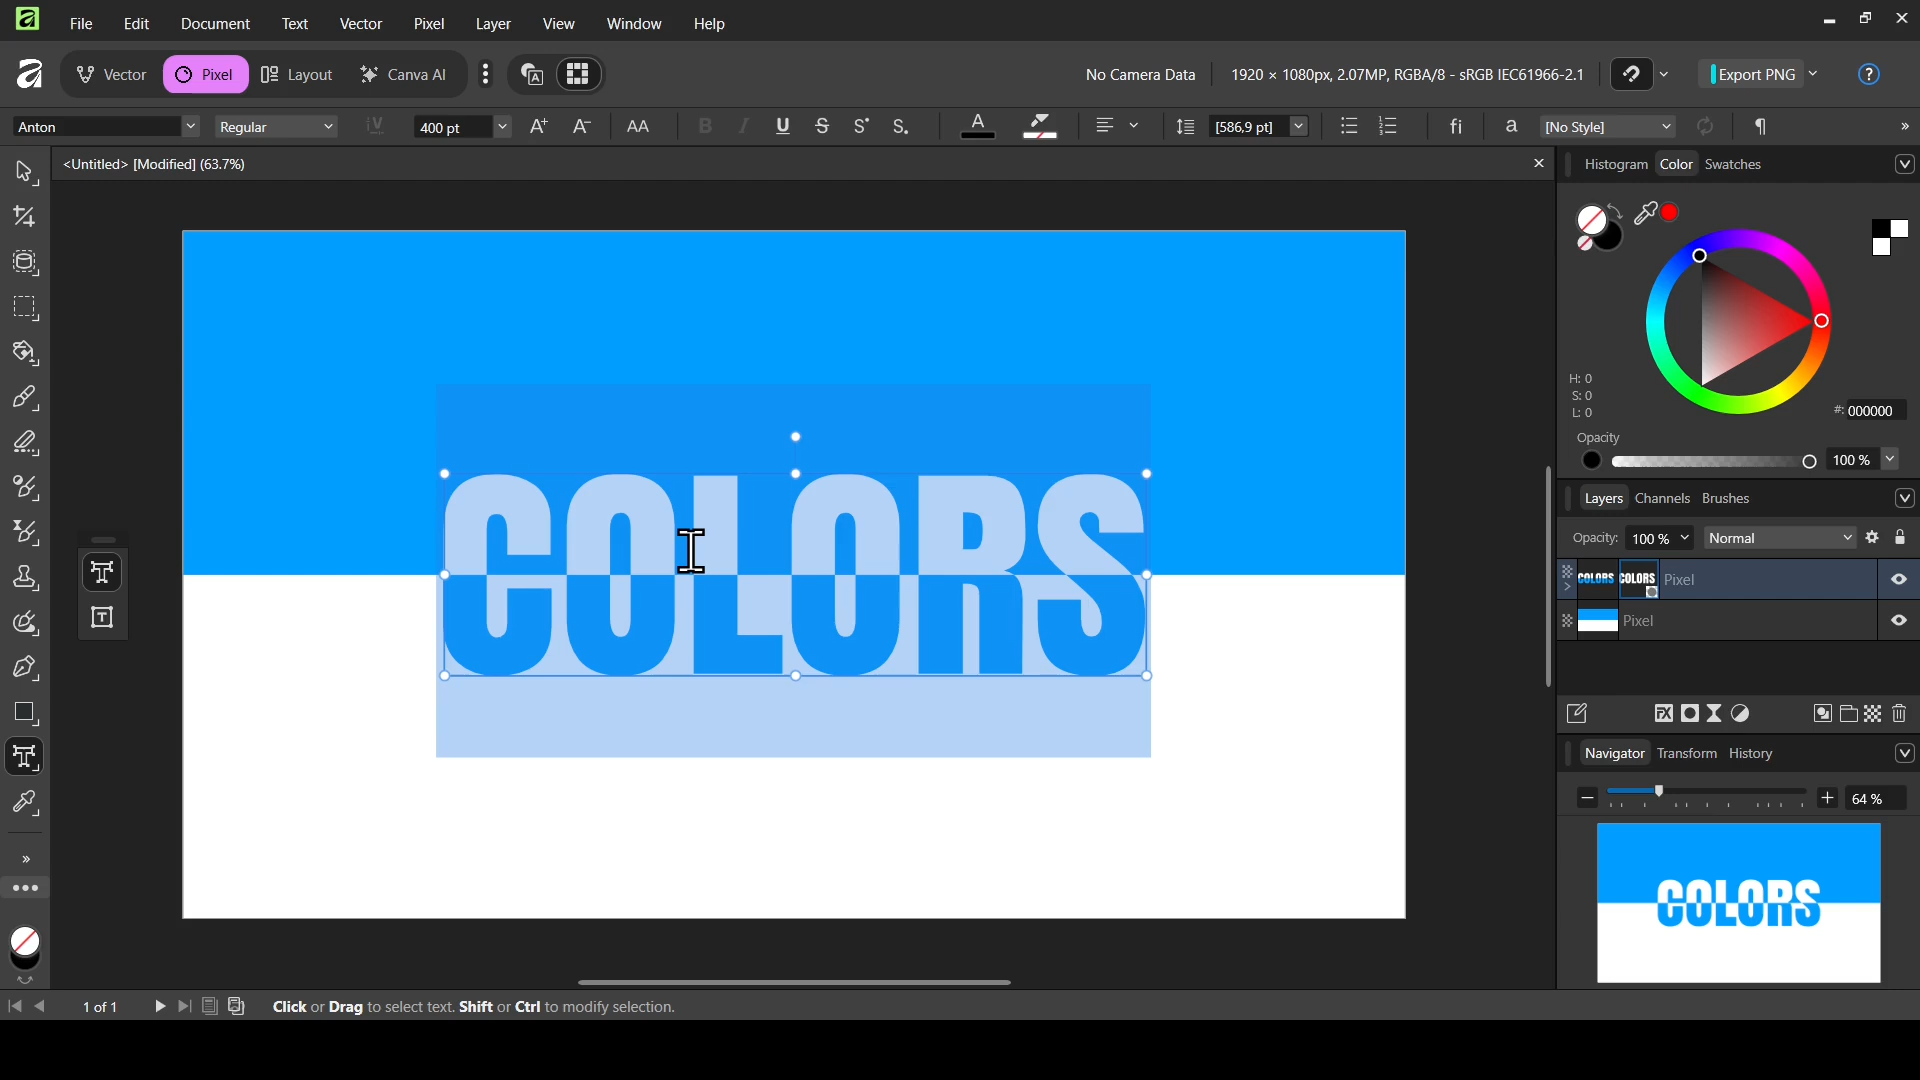 File Edit Document Text Vector Pixel Layer View Window Help
Vector Pixel Layout Canva AI No Camera Data 1920 × 1080px, 2.07MP, RGBA/8 - sRGB IEC61966-2.1 Export PNG ?
Anton Regular 400 pt A+ A− AA B I U S S S A [586,9 pt] fi a [No Style] ¶ »
<Untitled> [Modified] (63.7%)
Histogram Color Swatches
H: 0
S: 0
L: 0
#: 000000
Opacity
100 %
COLORS
Layers Channels Brushes
Opacity: 100 % Normal
COLORS COLORS Pixel
Pixel
FX
Navigator Transform History
64 %
COLORS
1 of 1 Click or Drag to select text. Shift or Ctrl to modify selection.